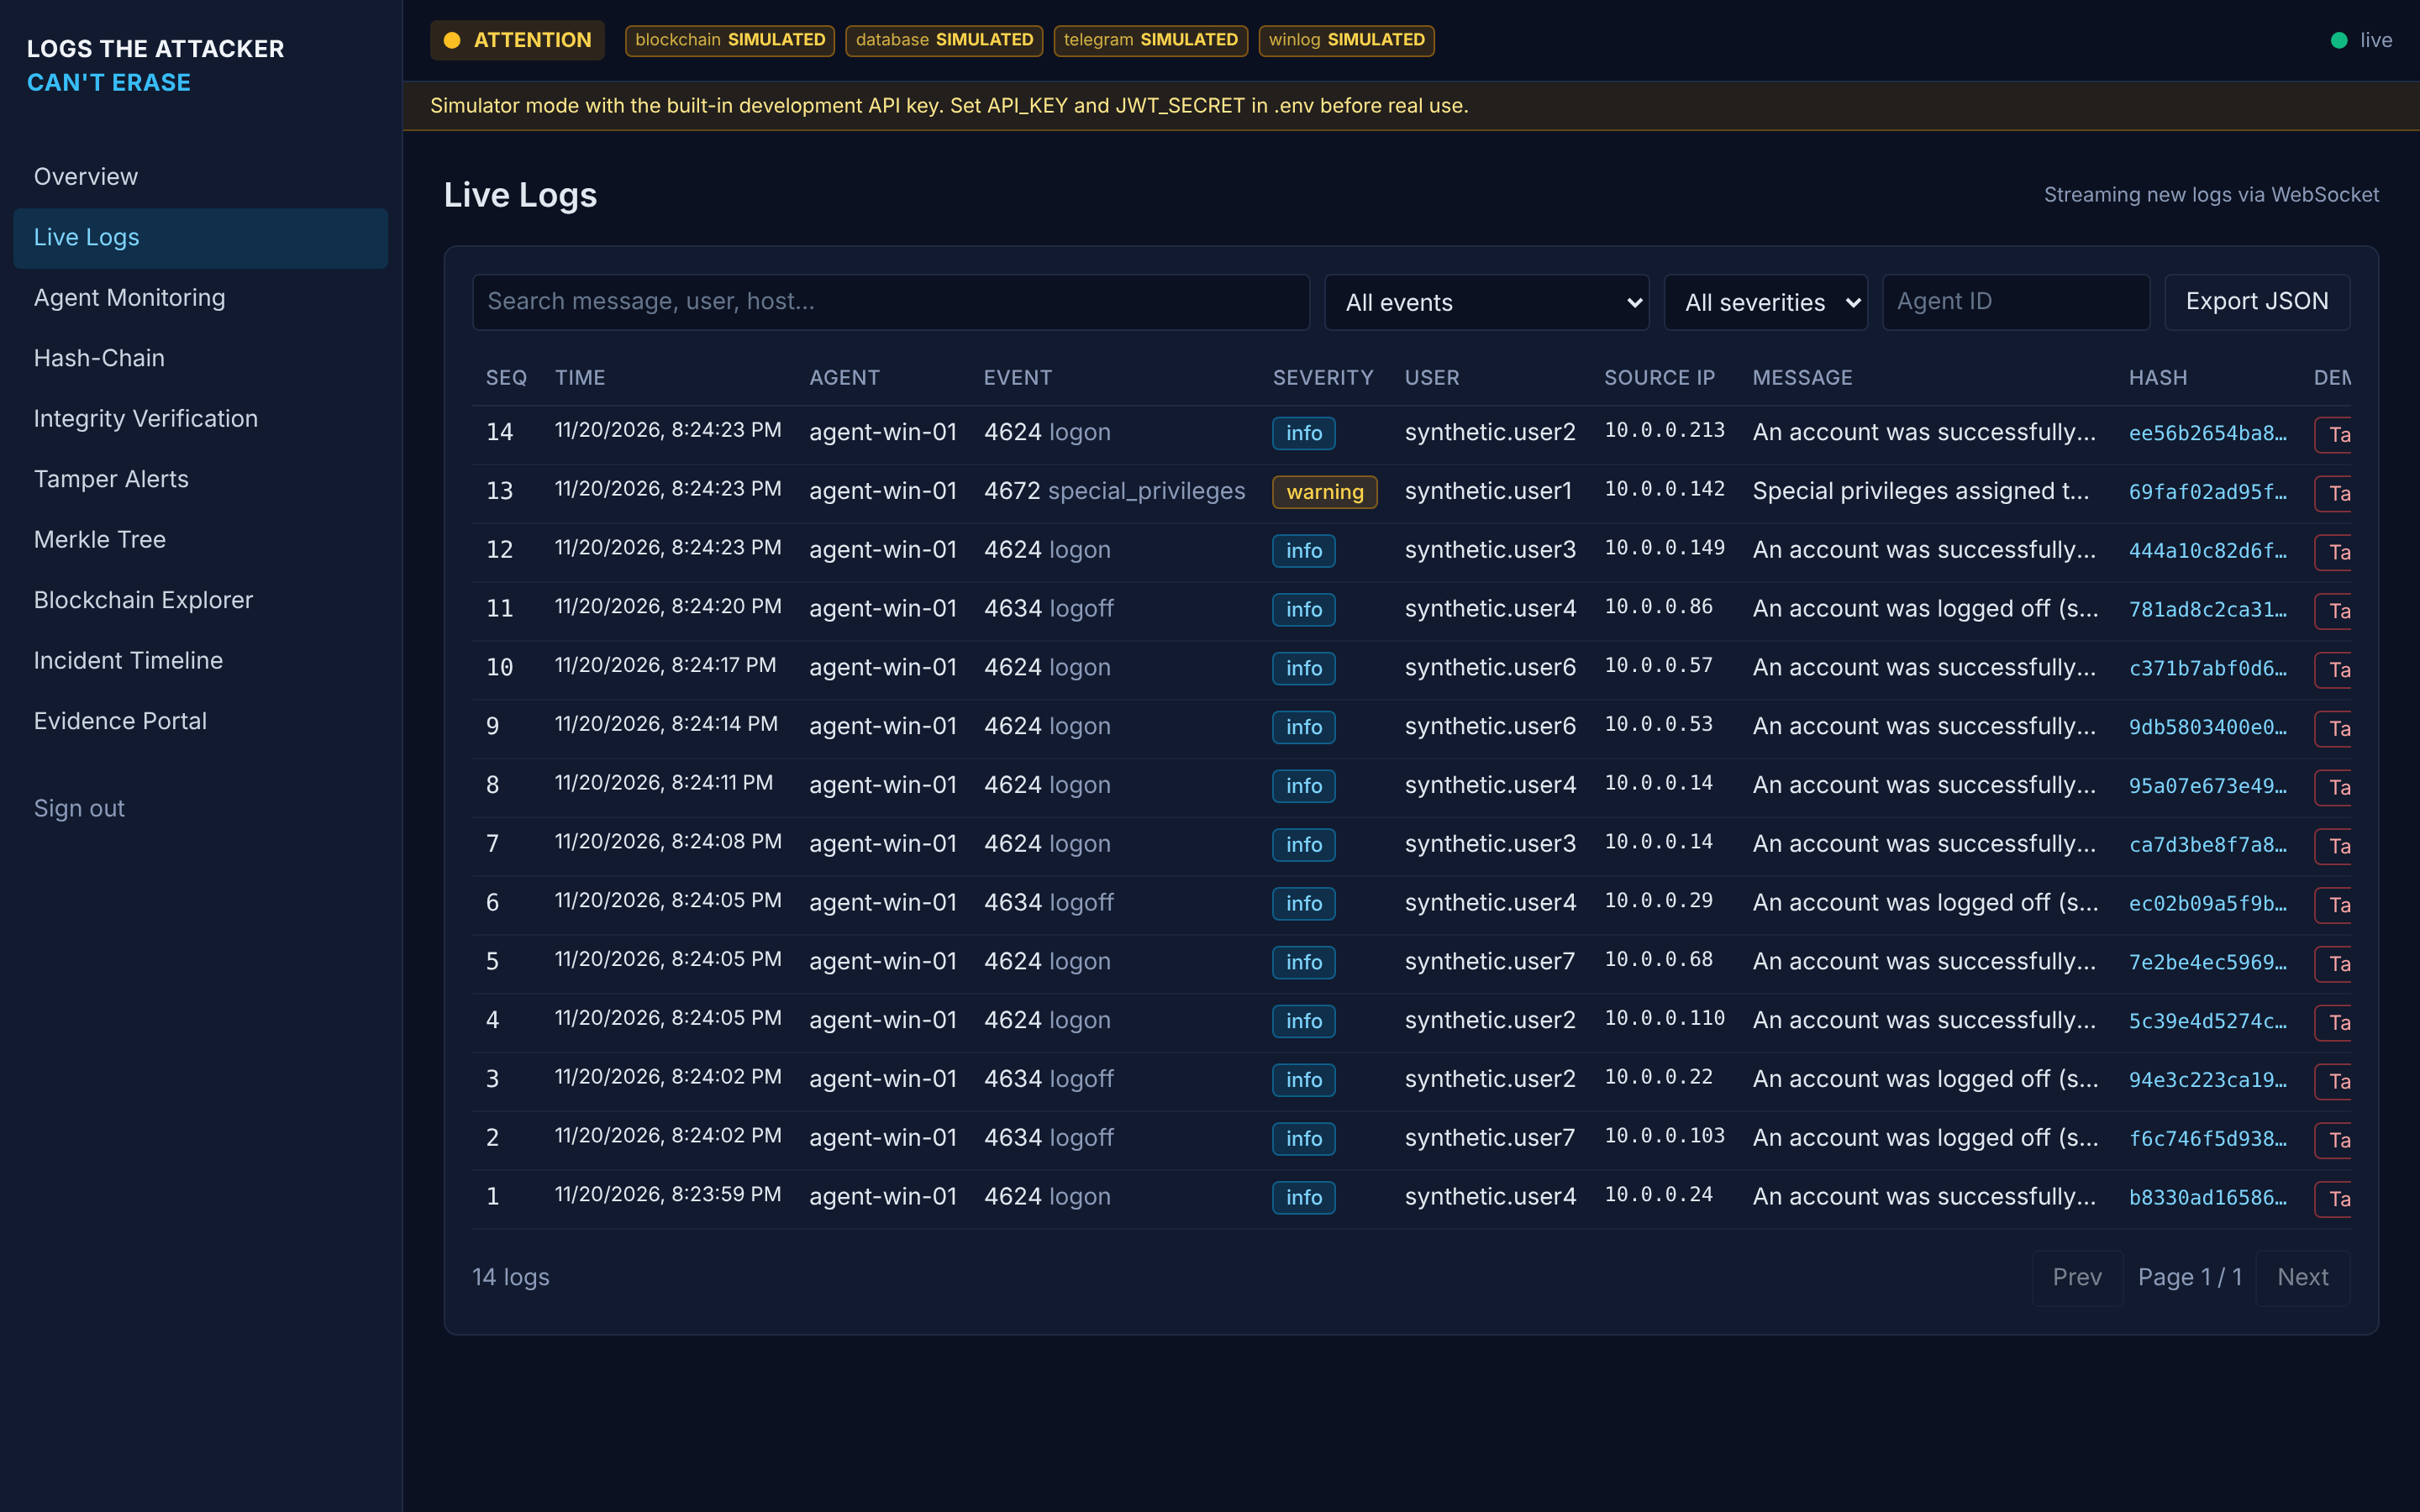 LOGS THE ATTACKER
CAN'T ERASE
Overview
Live Logs
Agent Monitoring
Hash-Chain
Integrity Verification
Tamper Alerts
Merkle Tree
Blockchain Explorer
Incident Timeline
Evidence Portal
Sign out
ATTENTION blockchain SIMULATED database SIMULATED telegram SIMULATED winlog SIMULATED live
Simulator mode with the built-in development API key. Set API_KEY and JWT_SECRET in .env before real use.
Live Logs Streaming new logs via WebSocket
Search message, user, host... All events All severities Agent ID Export JSON
SEQ TIME AGENT EVENT SEVERITY USER SOURCE IP MESSAGE HASH DEM
14 11/20/2026, 8:24:23 PM agent-win-01 4624 logon info synthetic.user2 10.0.0.213 An account was successfully... ee56b2654ba8… Ta
13 11/20/2026, 8:24:23 PM agent-win-01 4672 special_privileges warning synthetic.user1 10.0.0.142 Special privileges assigned t... 69faf02ad95f… Ta
12 11/20/2026, 8:24:23 PM agent-win-01 4624 logon info synthetic.user3 10.0.0.149 An account was successfully... 444a10c82d6f… Ta
11 11/20/2026, 8:24:20 PM agent-win-01 4634 logoff info synthetic.user4 10.0.0.86 An account was logged off (s... 781ad8c2ca31… Ta
10 11/20/2026, 8:24:17 PM agent-win-01 4624 logon info synthetic.user6 10.0.0.57 An account was successfully... c371b7abf0d6… Ta
9 11/20/2026, 8:24:14 PM agent-win-01 4624 logon info synthetic.user6 10.0.0.53 An account was successfully... 9db5803400e0… Ta
8 11/20/2026, 8:24:11 PM agent-win-01 4624 logon info synthetic.user4 10.0.0.14 An account was successfully... 95a07e673e49… Ta
7 11/20/2026, 8:24:08 PM agent-win-01 4624 logon info synthetic.user3 10.0.0.14 An account was successfully... ca7d3be8f7a8… Ta
6 11/20/2026, 8:24:05 PM agent-win-01 4634 logoff info synthetic.user4 10.0.0.29 An account was logged off (s... ec02b09a5f9b… Ta
5 11/20/2026, 8:24:05 PM agent-win-01 4624 logon info synthetic.user7 10.0.0.68 An account was successfully... 7e2be4ec5969… Ta
4 11/20/2026, 8:24:05 PM agent-win-01 4624 logon info synthetic.user2 10.0.0.110 An account was successfully... 5c39e4d5274c… Ta
3 11/20/2026, 8:24:02 PM agent-win-01 4634 logoff info synthetic.user2 10.0.0.22 An account was logged off (s... 94e3c223ca19… Ta
2 11/20/2026, 8:24:02 PM agent-win-01 4634 logoff info synthetic.user7 10.0.0.103 An account was logged off (s... f6c746f5d938… Ta
1 11/20/2026, 8:23:59 PM agent-win-01 4624 logon info synthetic.user4 10.0.0.24 An account was successfully... b8330ad16586… Ta
14 logs Prev Page 1 / 1 Next